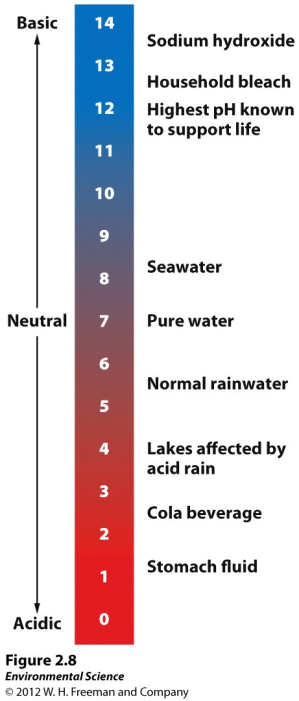 Basic
14
Sodium hydroxide
13
Household bleach
12
Highest pH known
to support life
11
10
9
Seawater
8
Neutral
7
Pure water
6
Normal rainwater
5
4
Lakes affected by
acid rain
3
Cola beverage
2
Stomach fluid
1
Acidic
0
Figure 2.8
Environmental Science
© 2012 W. H. Freeman and Company